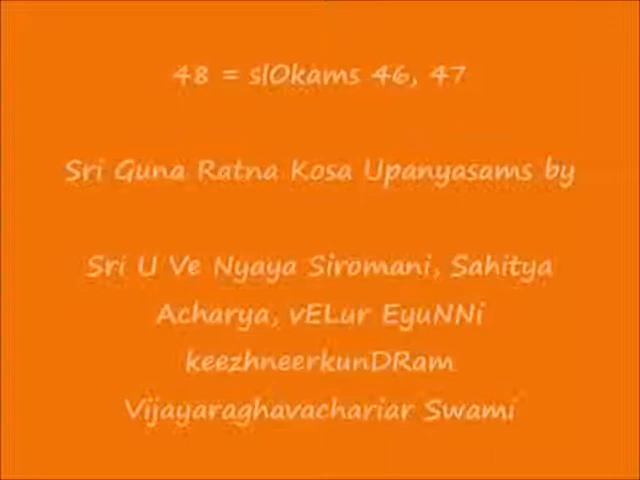 48 = slOkams 46, 47
Sri Guna Ratna Kosa Upanyasams by
Sri U Ve Nyaya Siromani, Sahitya
Acharya, vELur EyuNNi
keezhneerkunDRam
Vijayaraghavachariar Swami